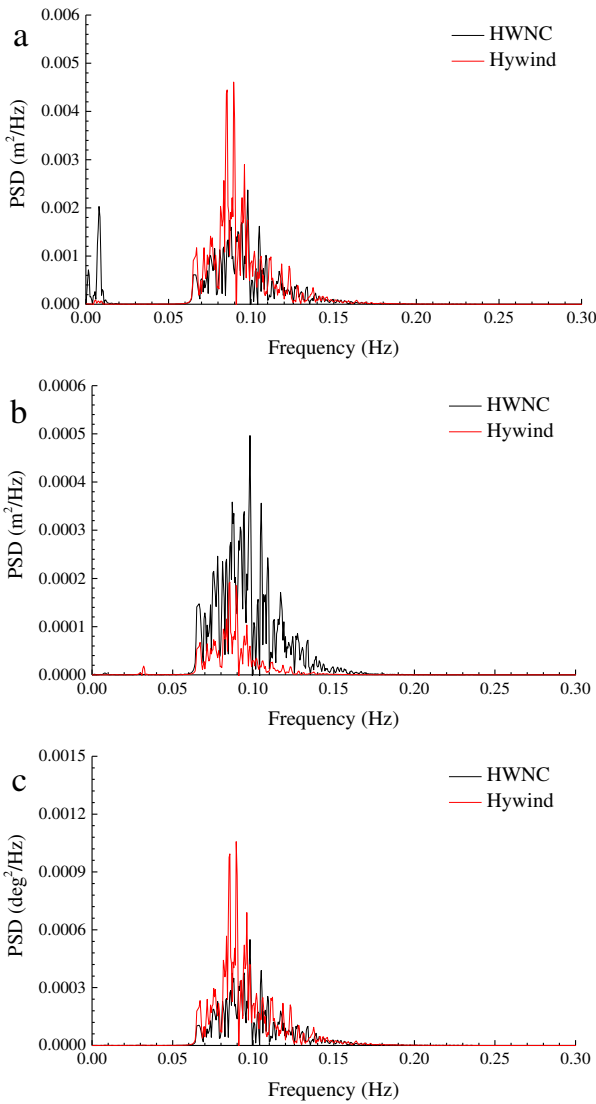 a
0.006
0.005
0.004
0.003
0.002
0.001
0.000
PSD (m²/Hz)
HWNC
Hywind
0.00 0.05 0.10 0.15 0.20 0.25 0.30
Frequency (Hz)
b
0.0006
0.0005
0.0004
0.0003
0.0002
0.0001
0.0000
PSD (m²/Hz)
HWNC
Hywind
0.00 0.05 0.10 0.15 0.20 0.25 0.30
Frequency (Hz)
c
0.0015
0.0012
0.0009
0.0006
0.0003
0.0000
PSD (deg²/Hz)
HWNC
Hywind
0.00 0.05 0.10 0.15 0.20 0.25 0.30
Frequency (Hz)